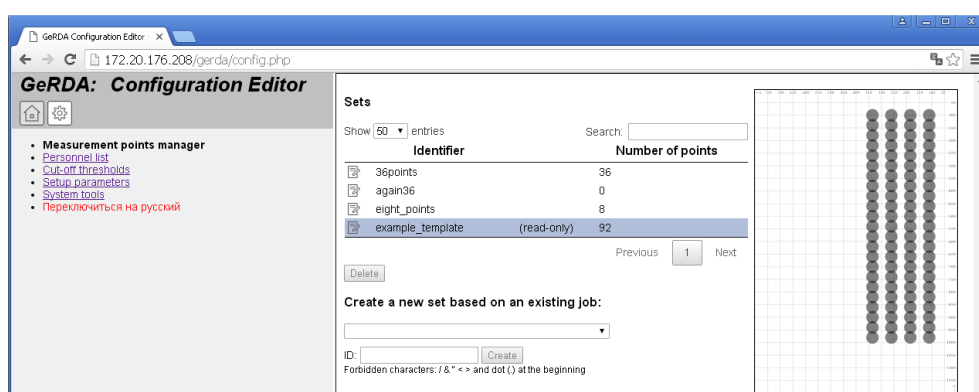 GeRDA Configuration Editor
172.20.176.208/gerda/config.php
GeRDA: Configuration Editor
Measurement points manager
Personnel list
Cut-off thresholds
Setup parameters
System tools
Переключиться на русский
Sets
Show 50 entries Search:
Identifier Number of points
36points 36
again36 0
eight_points 8
example_template (read-only) 92
Previous 1 Next
Delete
Create a new set based on an existing job:
ID: Create
Forbidden characters: / & " < > and dot (.) at the beginning